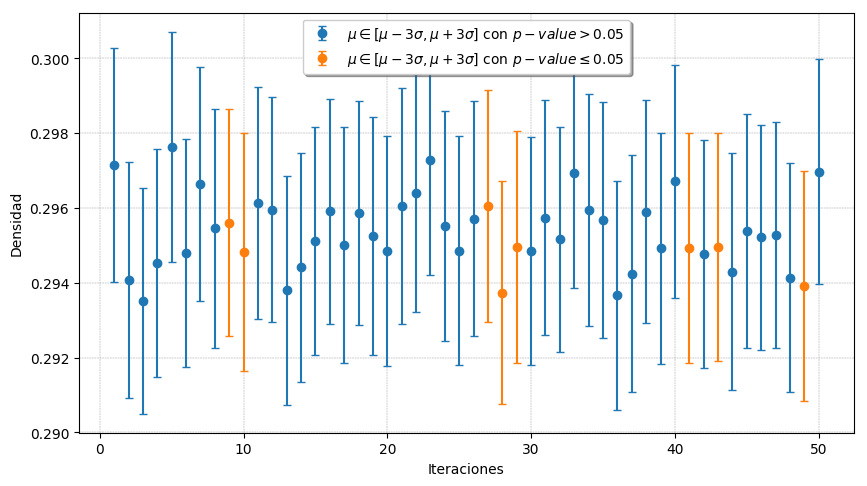 μ ∈ [μ − 3σ, μ + 3σ] con p − value > 0.05
μ ∈ [μ − 3σ, μ + 3σ] con p − value ≤ 0.05
0.300
0.298
0.296
0.294
0.292
0.290
Densidad
0 10 20 30 40 50
Iteraciones